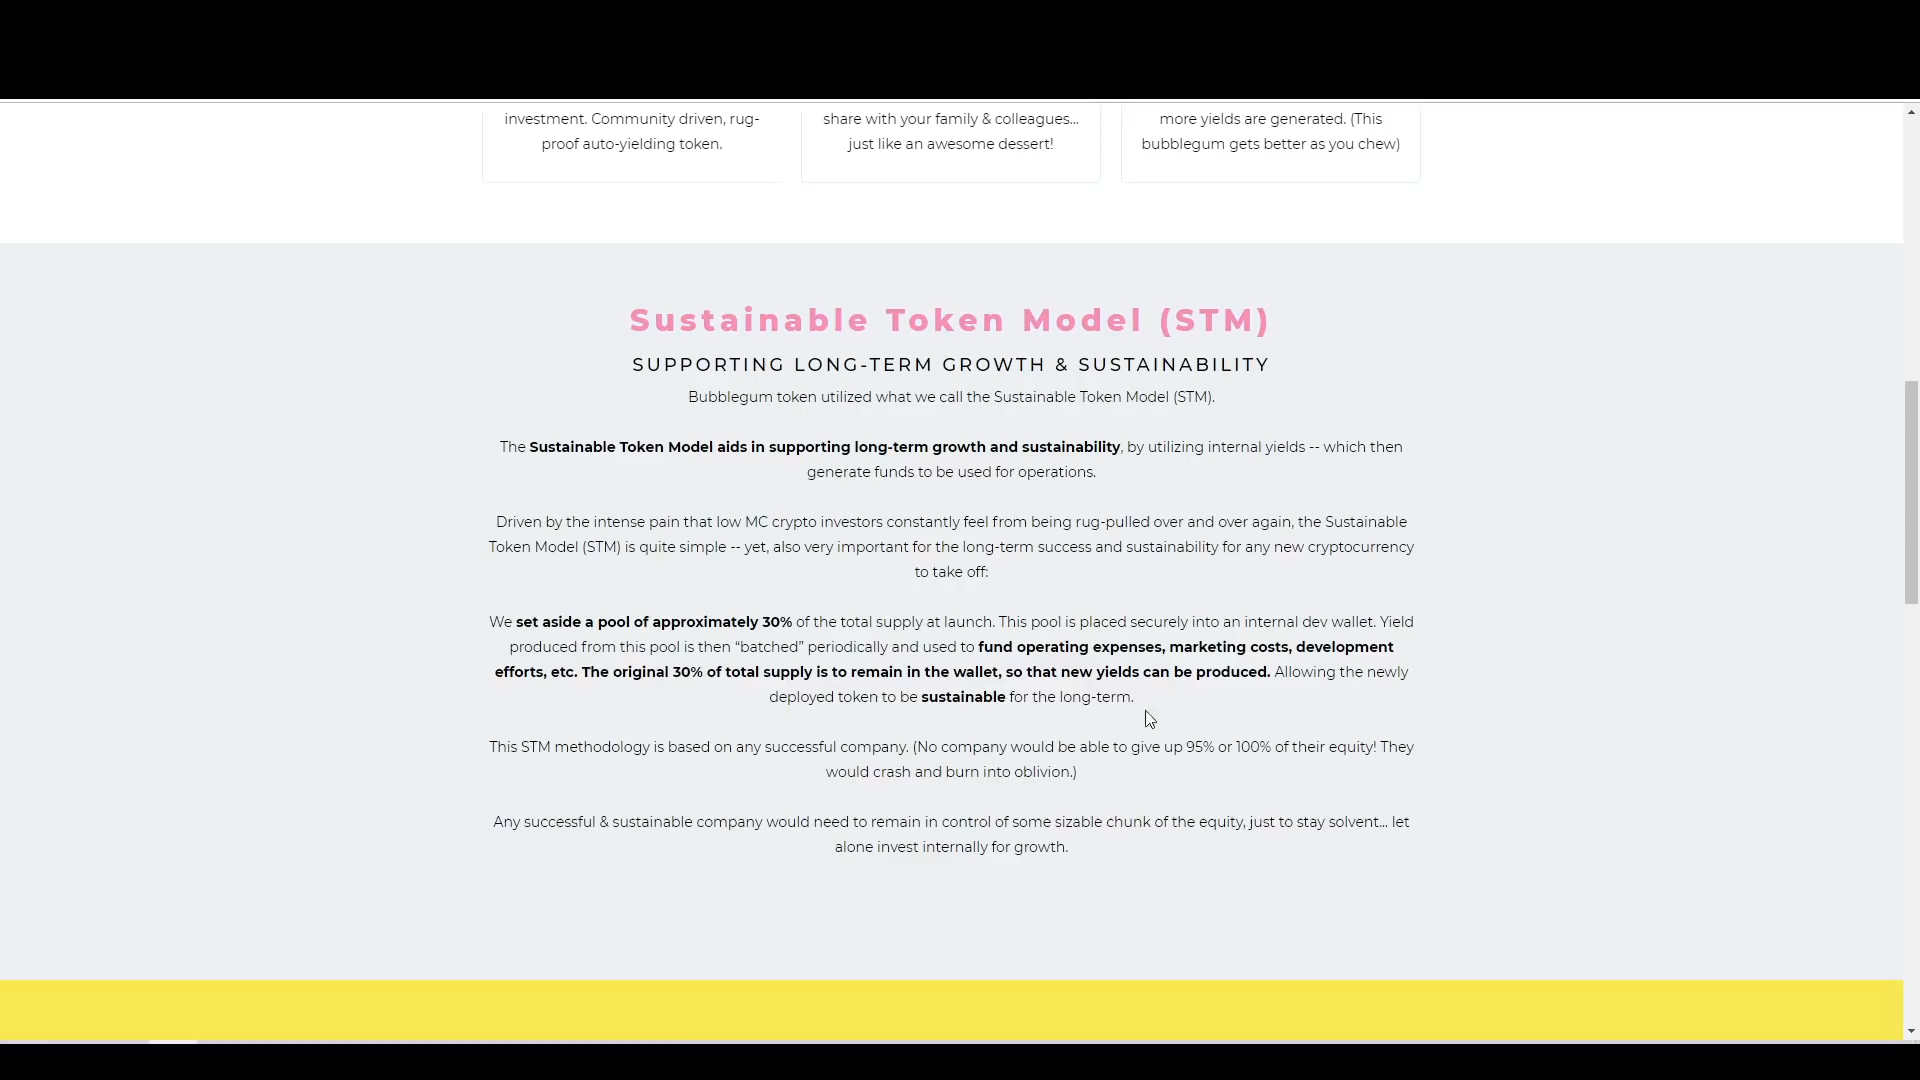 investment. Community driven, rug-
proof auto-yielding token.
share with your family & colleagues...
just like an awesome dessert!
more yields are generated. (This
bubblegum gets better as you chew)
Sustainable Token Model (STM)
SUPPORTING LONG-TERM GROWTH & SUSTAINABILITY
Bubblegum token utilized what we call the Sustainable Token Model (STM).
The Sustainable Token Model aids in supporting long-term growth and sustainability, by utilizing internal yields -- which then
generate funds to be used for operations.
Driven by the intense pain that low MC crypto investors constantly feel from being rug-pulled over and over again, the Sustainable
Token Model (STM) is quite simple -- yet, also very important for the long-term success and sustainability for any new cryptocurrency
to take off:
We set aside a pool of approximately 30% of the total supply at launch. This pool is placed securely into an internal dev wallet. Yield
produced from this pool is then “batched” periodically and used to fund operating expenses, marketing costs, development
efforts, etc. The original 30% of total supply is to remain in the wallet, so that new yields can be produced. Allowing the newly
deployed token to be sustainable for the long-term.
This STM methodology is based on any successful company. (No company would be able to give up 95% or 100% of their equity! They
would crash and burn into oblivion.)
Any successful & sustainable company would need to remain in control of some sizable chunk of the equity, just to stay solvent... let
alone invest internally for growth.